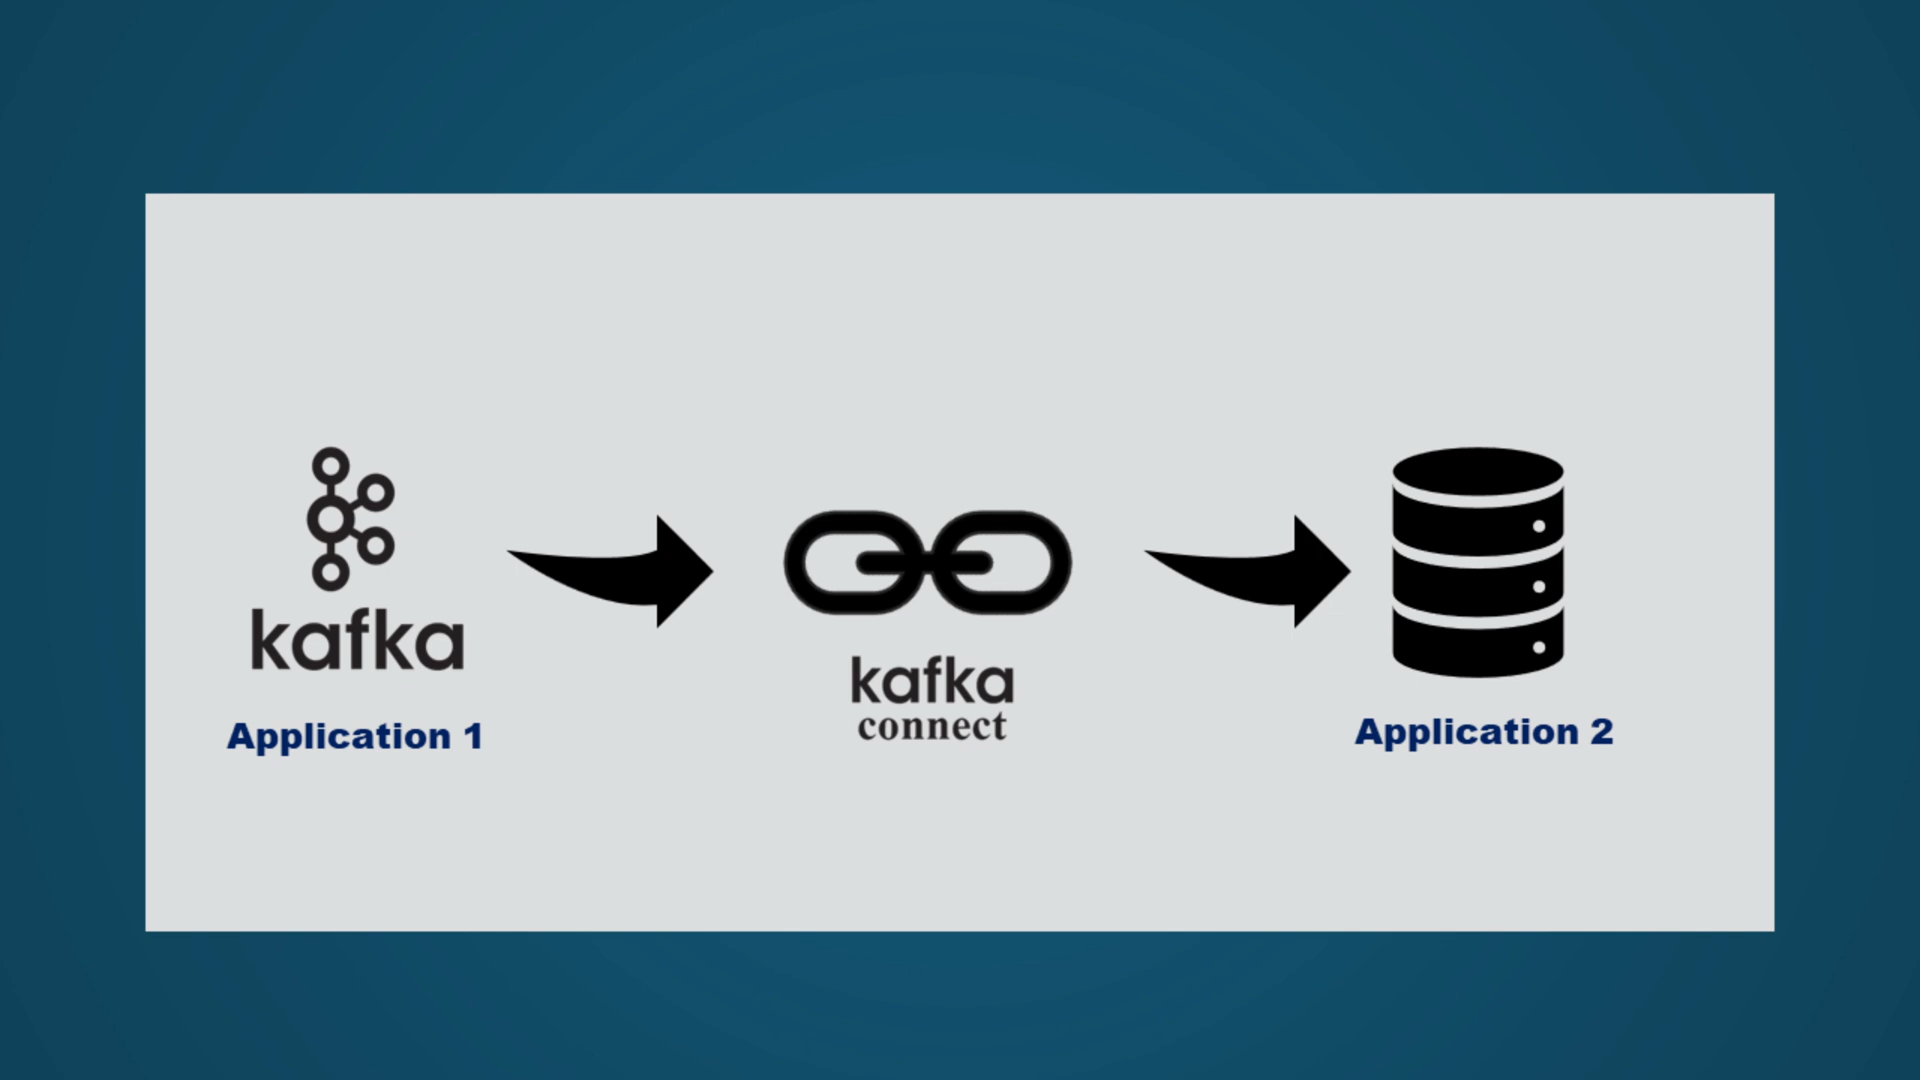 kafka
Application 1
kafka
connect
Application 2